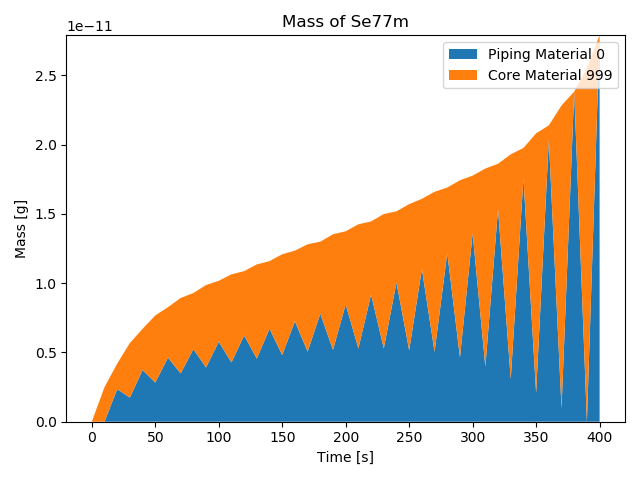 Mass of Se77m
1e−11
Piping Material 0
Core Material 999
2.5
2.0
1.5
1.0
0.5
0.0
Mass [g]
0 50 100 150 200 250 300 350 400
Time [s]